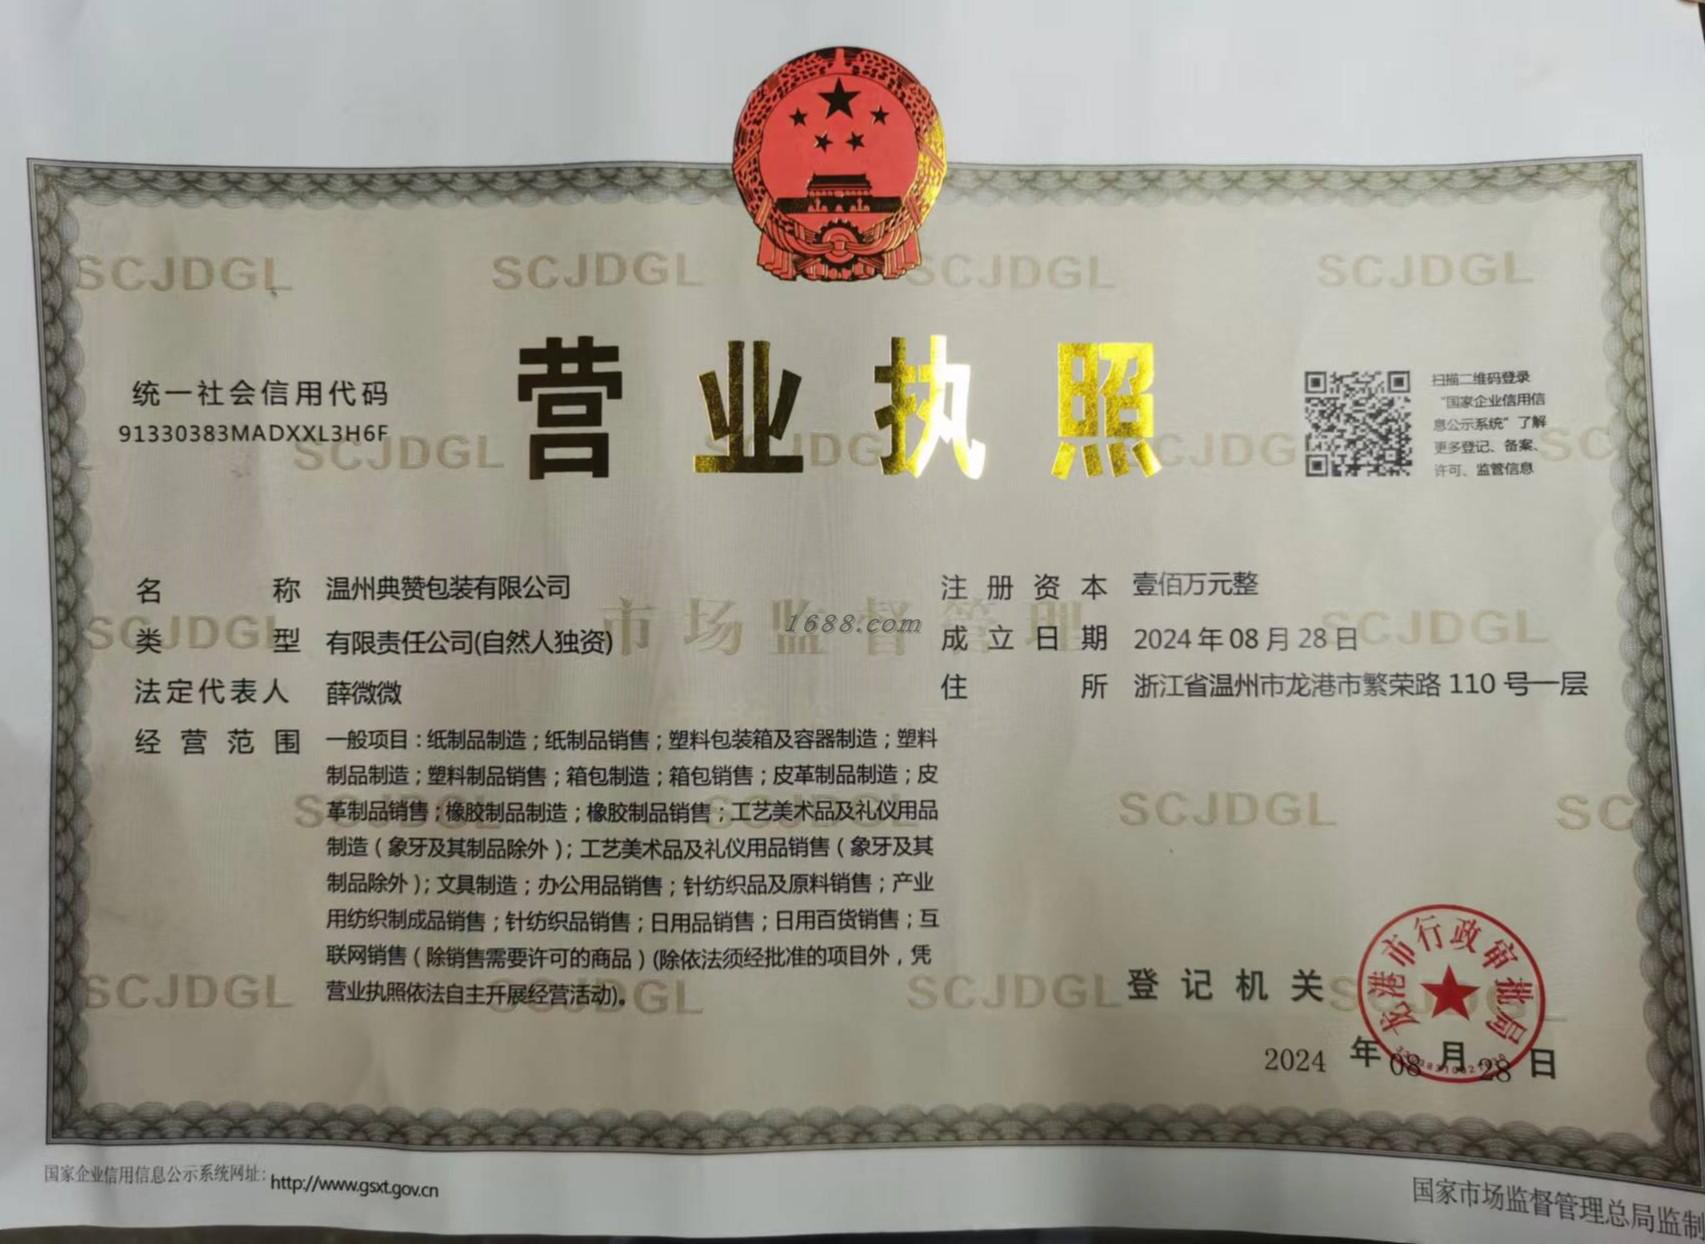 SCJDGL SCJDGL SCJDGL SCJDGL
营业执照
统一社会信用代码
91330383MADXXL3H6F
扫描二维码登录
“国家企业信用信
息公示系统”了解
更多登记、备案、
许可、监管信息
名称 温州典赞包装有限公司
类型 有限责任公司(自然人独资)
法定代表人 薛微微
经营范围 一般项目：纸制品制造；纸制品销售；塑料包装箱及容器制造；塑料
制品制造；塑料制品销售；箱包制造；箱包销售；皮革制品制造；皮
革制品销售；橡胶制品制造；橡胶制品销售；工艺美术品及礼仪用品
制造（象牙及其制品除外）；工艺美术品及礼仪用品销售（象牙及其
制品除外）；文具制造；办公用品销售；针纺织品及原料销售；产业
用纺织制成品销售；针纺织品销售；日用品销售；日用百货销售；互
联网销售（除销售需要许可的商品）(除依法须经批准的项目外，凭
营业执照依法自主开展经营活动)。
注册资本 壹佰万元整
成立日期 2024年08月28日
住所 浙江省温州市龙港市繁荣路110号一层
市场监督管理
1688.com
登记机关
龙港市行政审批局
2024年08月28日
国家企业信用信息公示系统网址：http://www.gsxt.gov.cn
国家市场监督管理总局监制